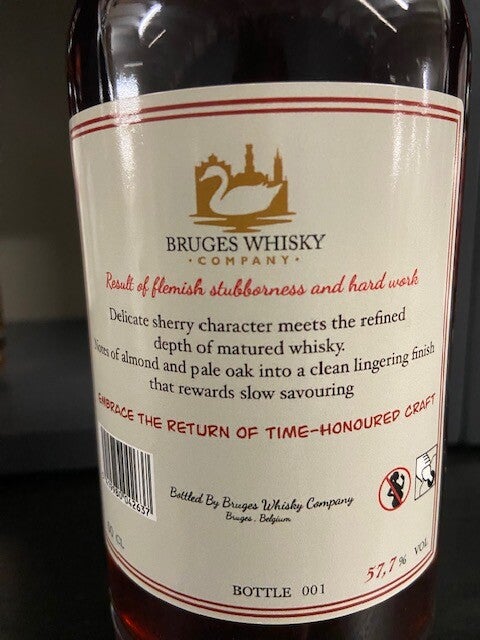 BRUGES WHISKY
· COMPANY ·
Result of flemish stubborness and hard work
Delicate sherry character meets the refined
depth of matured whisky.
Notes of almond and pale oak into a clean lingering finish
that rewards slow savouring
EMBRACE THE RETURN OF TIME-HONOURED CRAFT
Bottled By Bruges Whisky Company
Bruges, Belgium
CL
57,7% VOL
BOTTLE 001